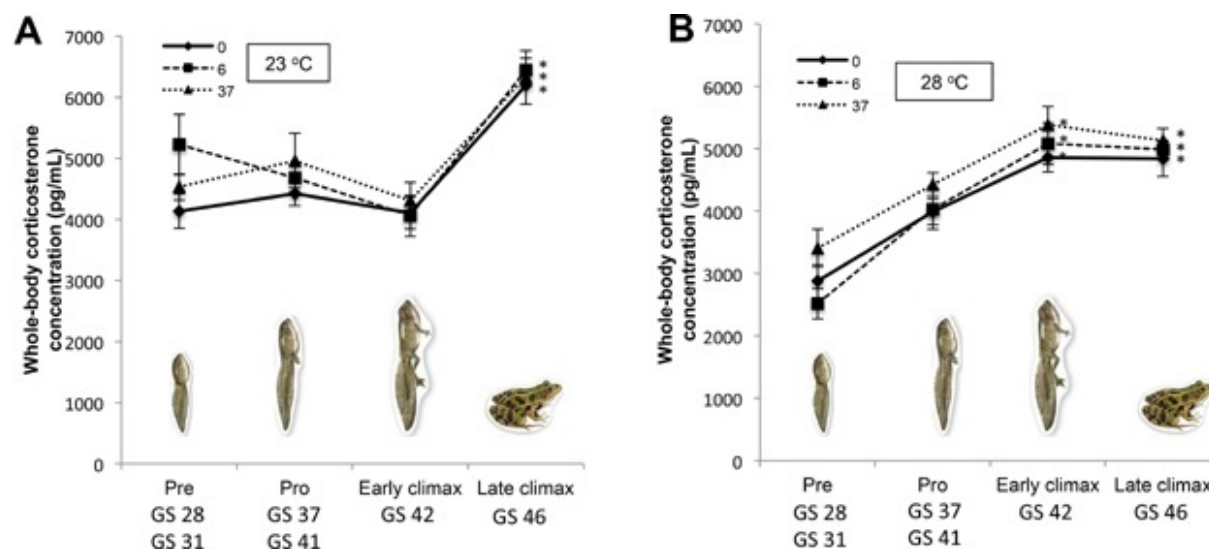 A
7000
6000
5000
4000
3000
2000
1000
0
Whole-body corticosterone
concentration (pg/mL)
0
6
37
23 °C
*
*
*
Pre
GS 28
GS 31
Pro
GS 37
GS 41
Early climax
GS 42
Late climax
GS 46
B
7000
6000
5000
4000
3000
2000
1000
0
Whole-body corticosterone
concentration (pg/mL)
0
6
37
28 °C
*
*
*
*
*
*
Pre
GS 28
GS 31
Pro
GS 37
GS 41
Early climax
GS 42
Late climax
GS 46